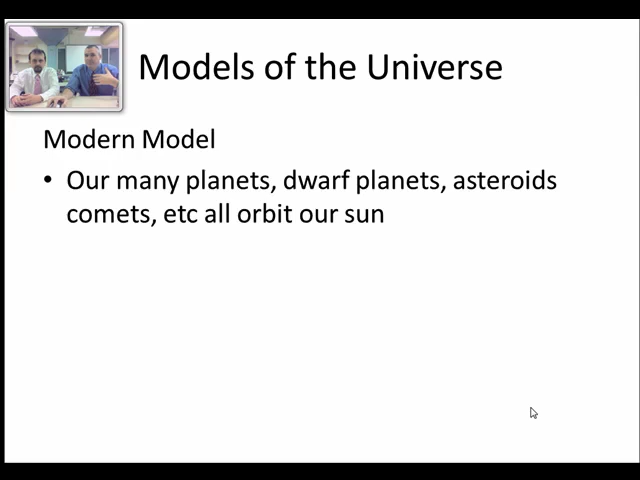 Models of the Universe
Modern Model
• Our many planets, dwarf planets, asteroids
comets, etc all orbit our sun